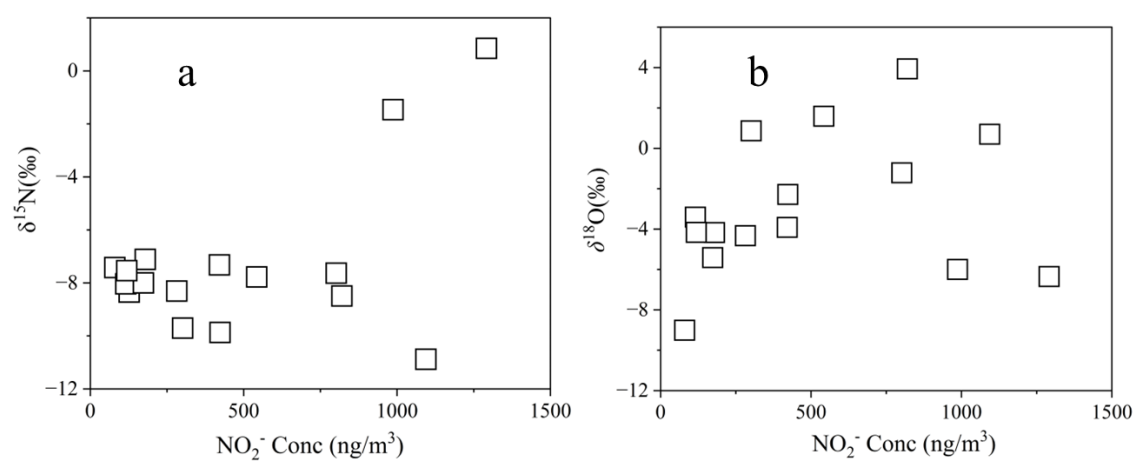 a
0
−4
−8
−12
δ¹⁵N(‰)
0 500 1000 1500
NO₂⁻ Conc (ng/m³)
b
4
0
−4
−8
−12
δ¹⁸O(‰)
0 500 1000 1500
NO₂⁻ Conc (ng/m³)